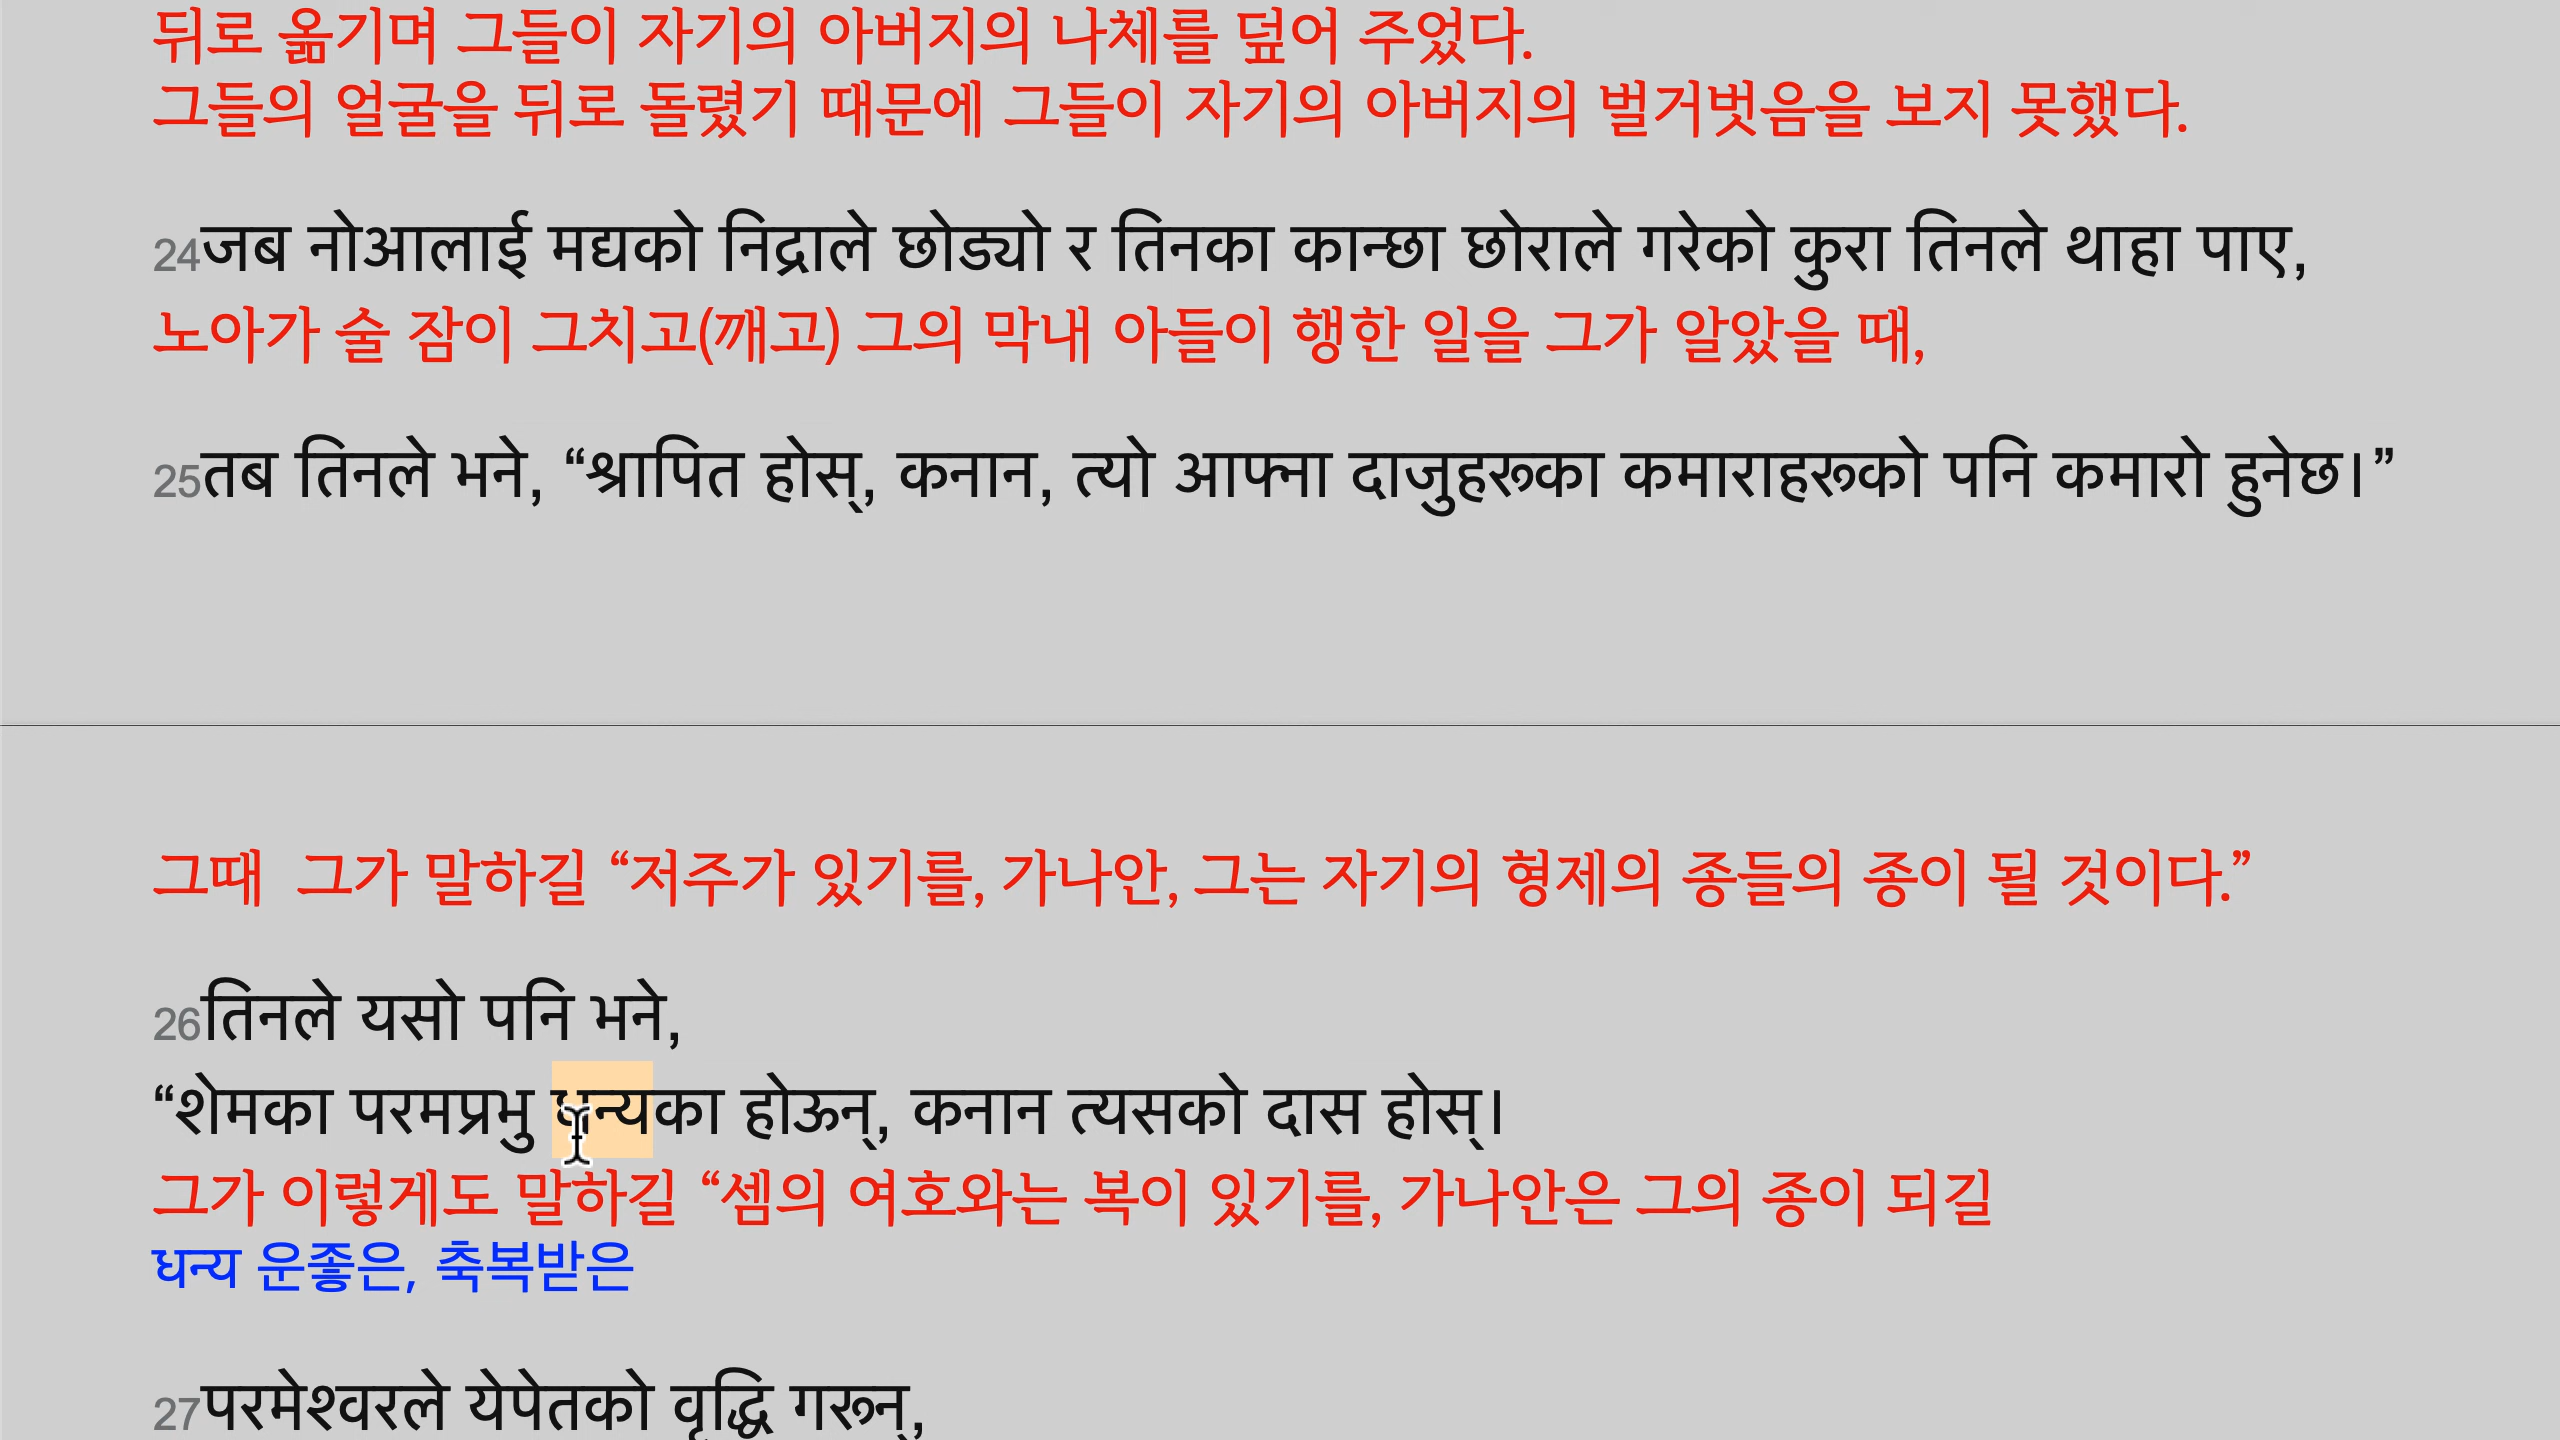 뒤로 옮기며 그들이 자기의 아버지의 나체를 덮어 주었다.
그들의 얼굴을 뒤로 돌렸기 때문에 그들이 자기의 아버지의 벌거벗음을 보지 못했다.
24जब नोआलाई मद्यको निद्राले छोड्यो र तिनका कान्छा छोराले गरेको कुरा तिनले थाहा पाए,
노아가 술 잠이 그치고(깨고) 그의 막내 아들이 행한 일을 그가 알았을 때,
25तब तिनले भने, “श्रापित होस्, कनान, त्यो आफ्ना दाजुहरूका कमाराहरूको पनि कमारो हुनेछ।”
그때 그가 말하길 “저주가 있기를, 가나안, 그는 자기의 형제의 종들의 종이 될 것이다.”
26तिनले यसो पनि भने,
“शेमका परमप्रभु धन्यका होऊन्, कनान त्यसको दास होस्।
그가 이렇게도 말하길 “셈의 여호와는 복이 있기를, 가나안은 그의 종이 되길
धन्य 운좋은, 축복받은
27परमेश्वरले येपेतको वृद्धि गरून्,